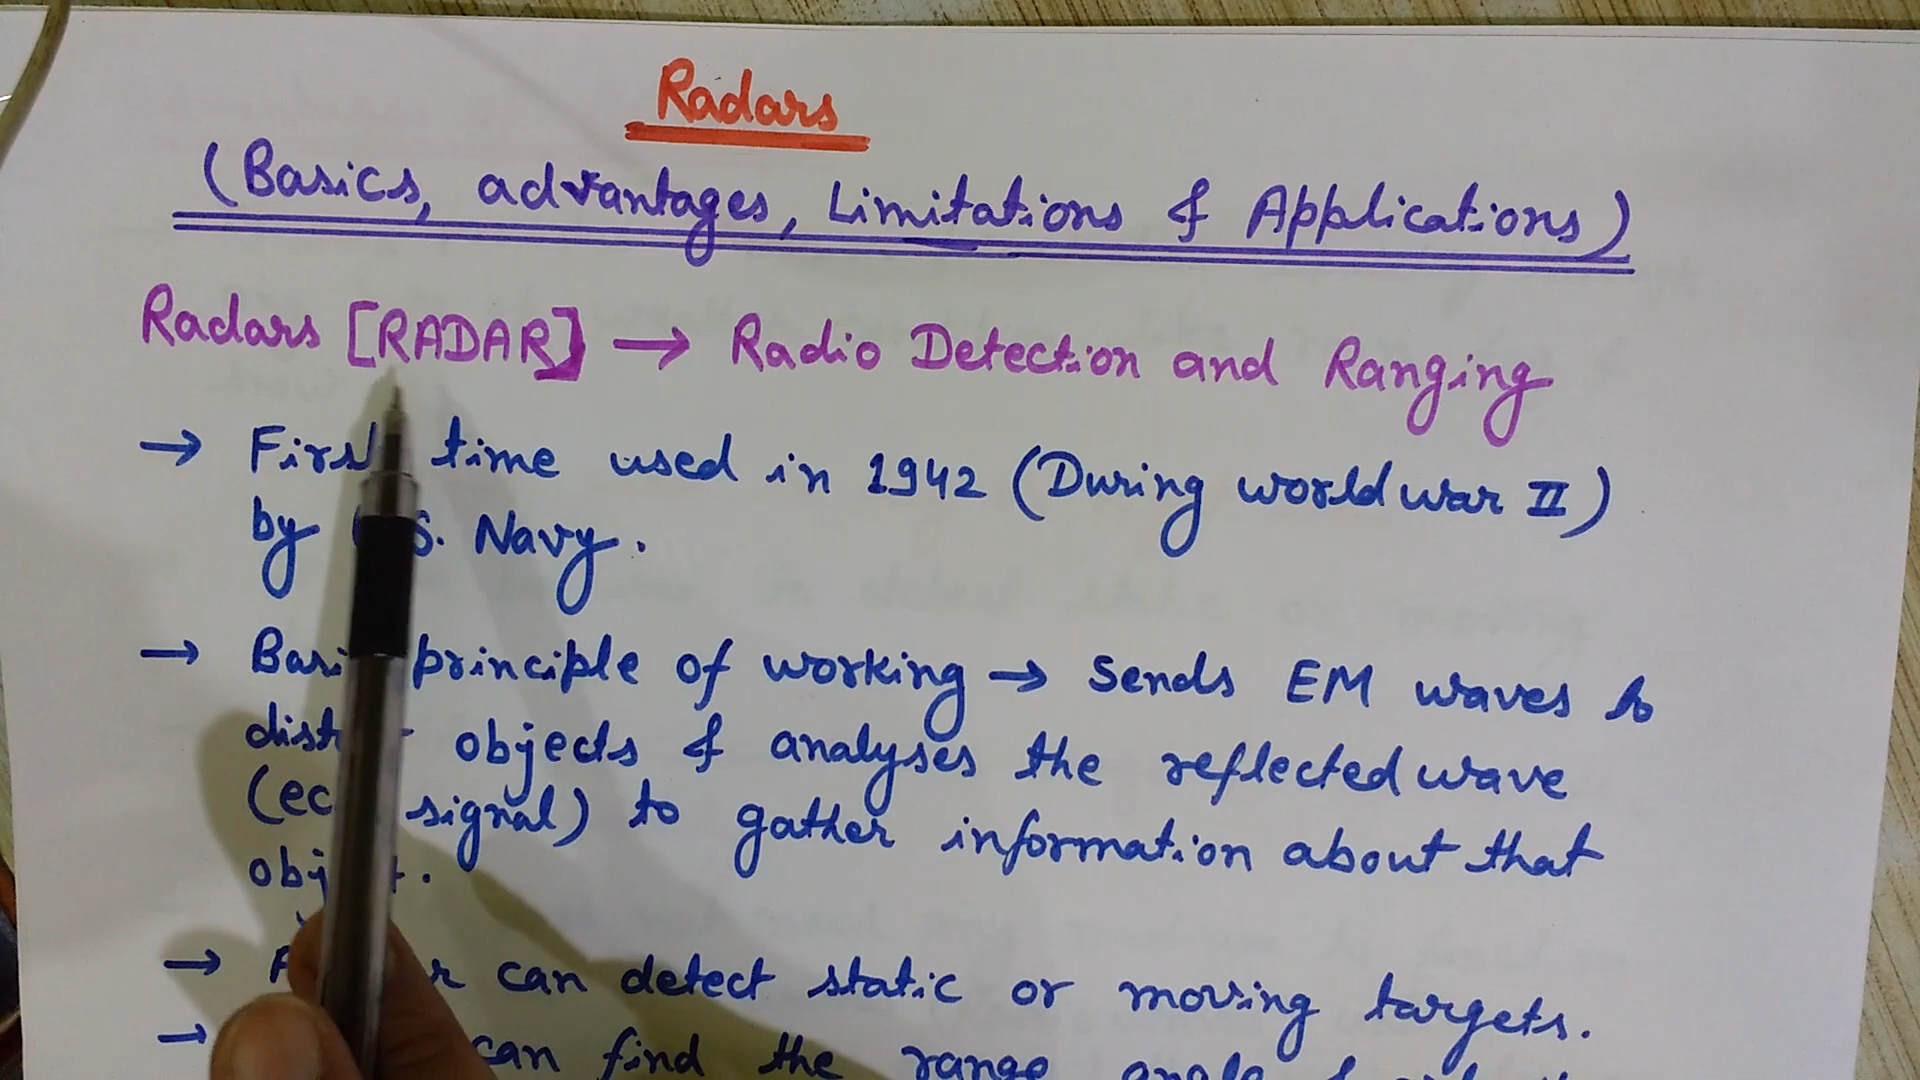 Radars
(Basics, advantages, Limitations & Applications)
Radars [RADAR] → Radio Detection and Ranging
→ First time used in 1942 (During world war II)
by S. Navy.
→ principle of working → Sends EM waves to
objects & analyses the reflected wave
signal) to gather information about that
→ can detect static or moving targets.
→ can find the range angle &